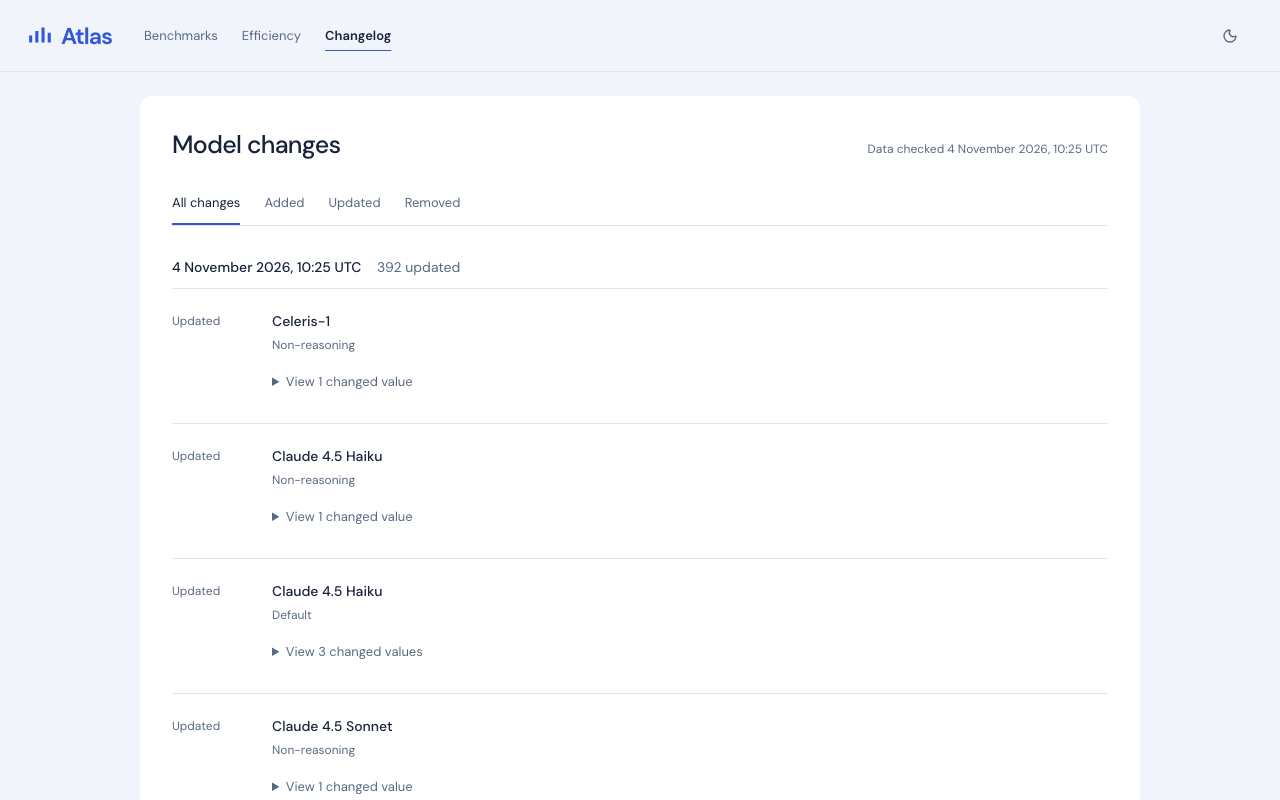 Atlas
Benchmarks
Efficiency
Changelog
Model changes
Data checked 4 November 2026, 10:25 UTC
All changes
Added
Updated
Removed
4 November 2026, 10:25 UTC 392 updated
Updated
Celeris-1
Non-reasoning
View 1 changed value
Updated
Claude 4.5 Haiku
Non-reasoning
View 1 changed value
Updated
Claude 4.5 Haiku
Default
View 3 changed values
Updated
Claude 4.5 Sonnet
Non-reasoning
View 1 changed value